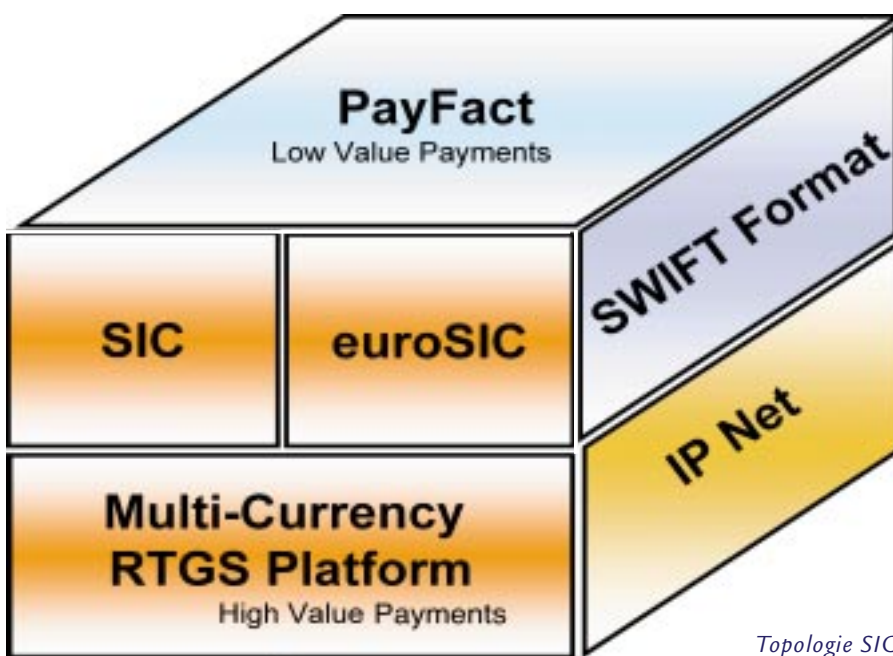 PayFact
Low Value Payments
SWIFT Format
SIC
euroSIC
IP Net
Multi-Currency
RTGS Platform
High Value Payments
Topologie SIC